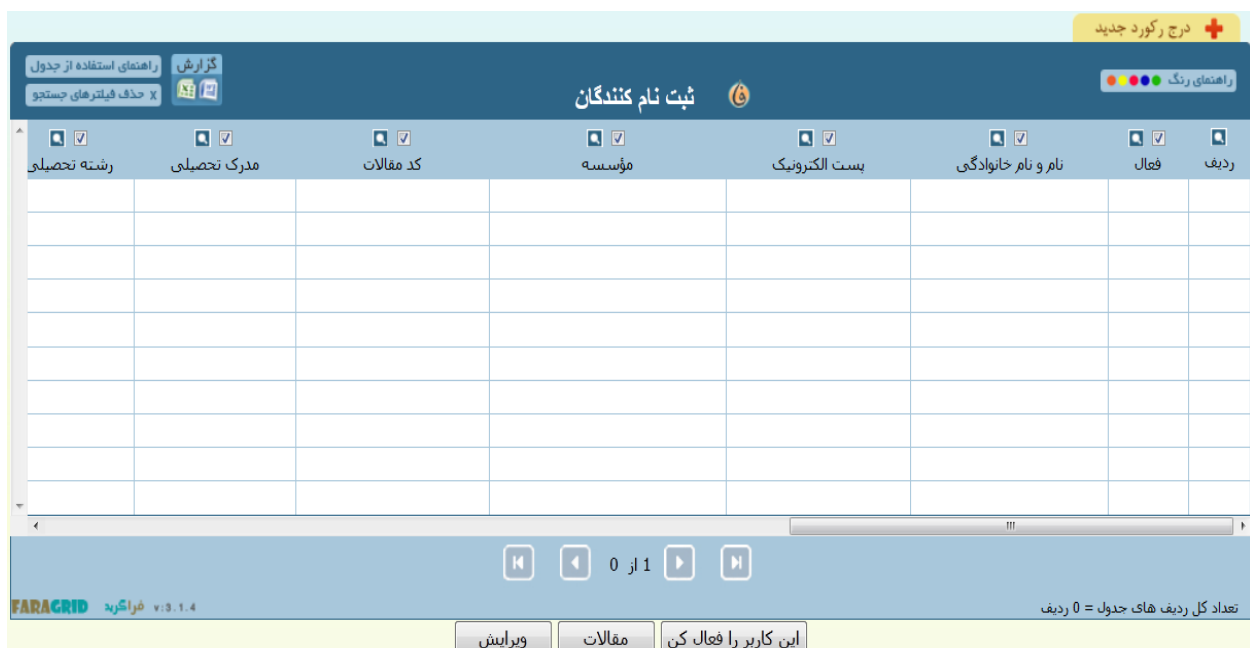 درج رکورد جدید
راهنمای رنگ
ثبت نام کنندگان
گزارش
راهنمای استفاده از جدول
x حذف فیلترهای جستجو
ردیف
فعال
نام و نام خانوادگی
پست الکترونیک
مؤسسه
کد مقالات
مدرک تحصیلی
رشته تحصیلی
1 از 0
تعداد کل ردیف های جدول = 0 ردیف
FARAGRID فراگرید v:3.1.4
این کاربر را فعال کن
مقالات
ویرایش